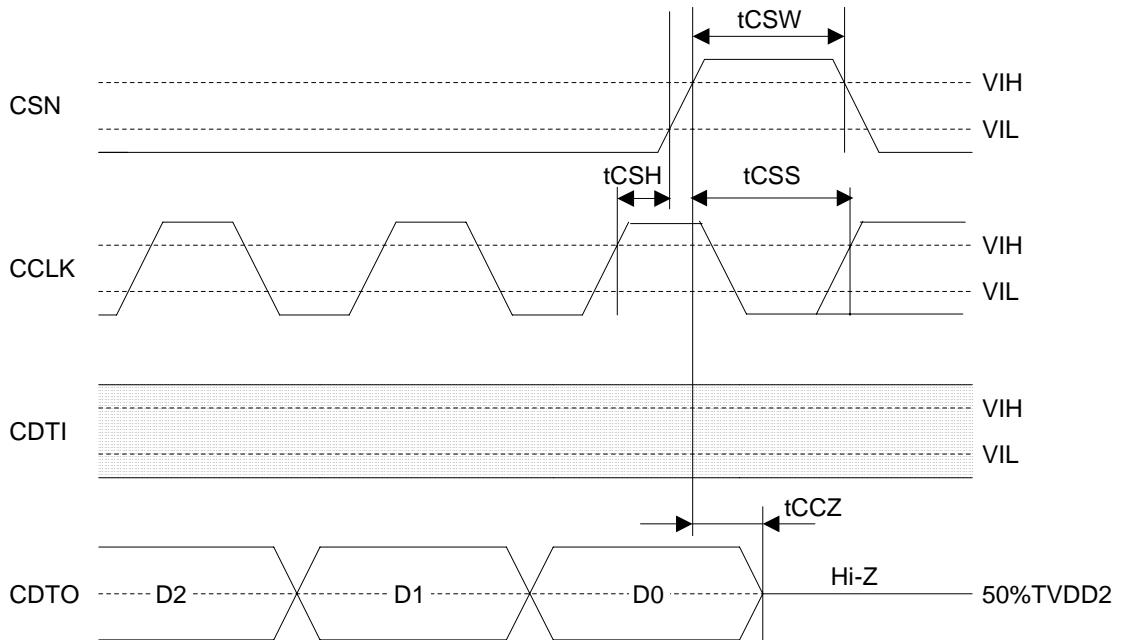 tCSW
CSN
VIH
VIL
tCSH
tCSS
CCLK
VIH
VIL
CDTI
VIH
VIL
tCCZ
CDTO
D2
D1
D0
Hi-Z
50%TVDD2